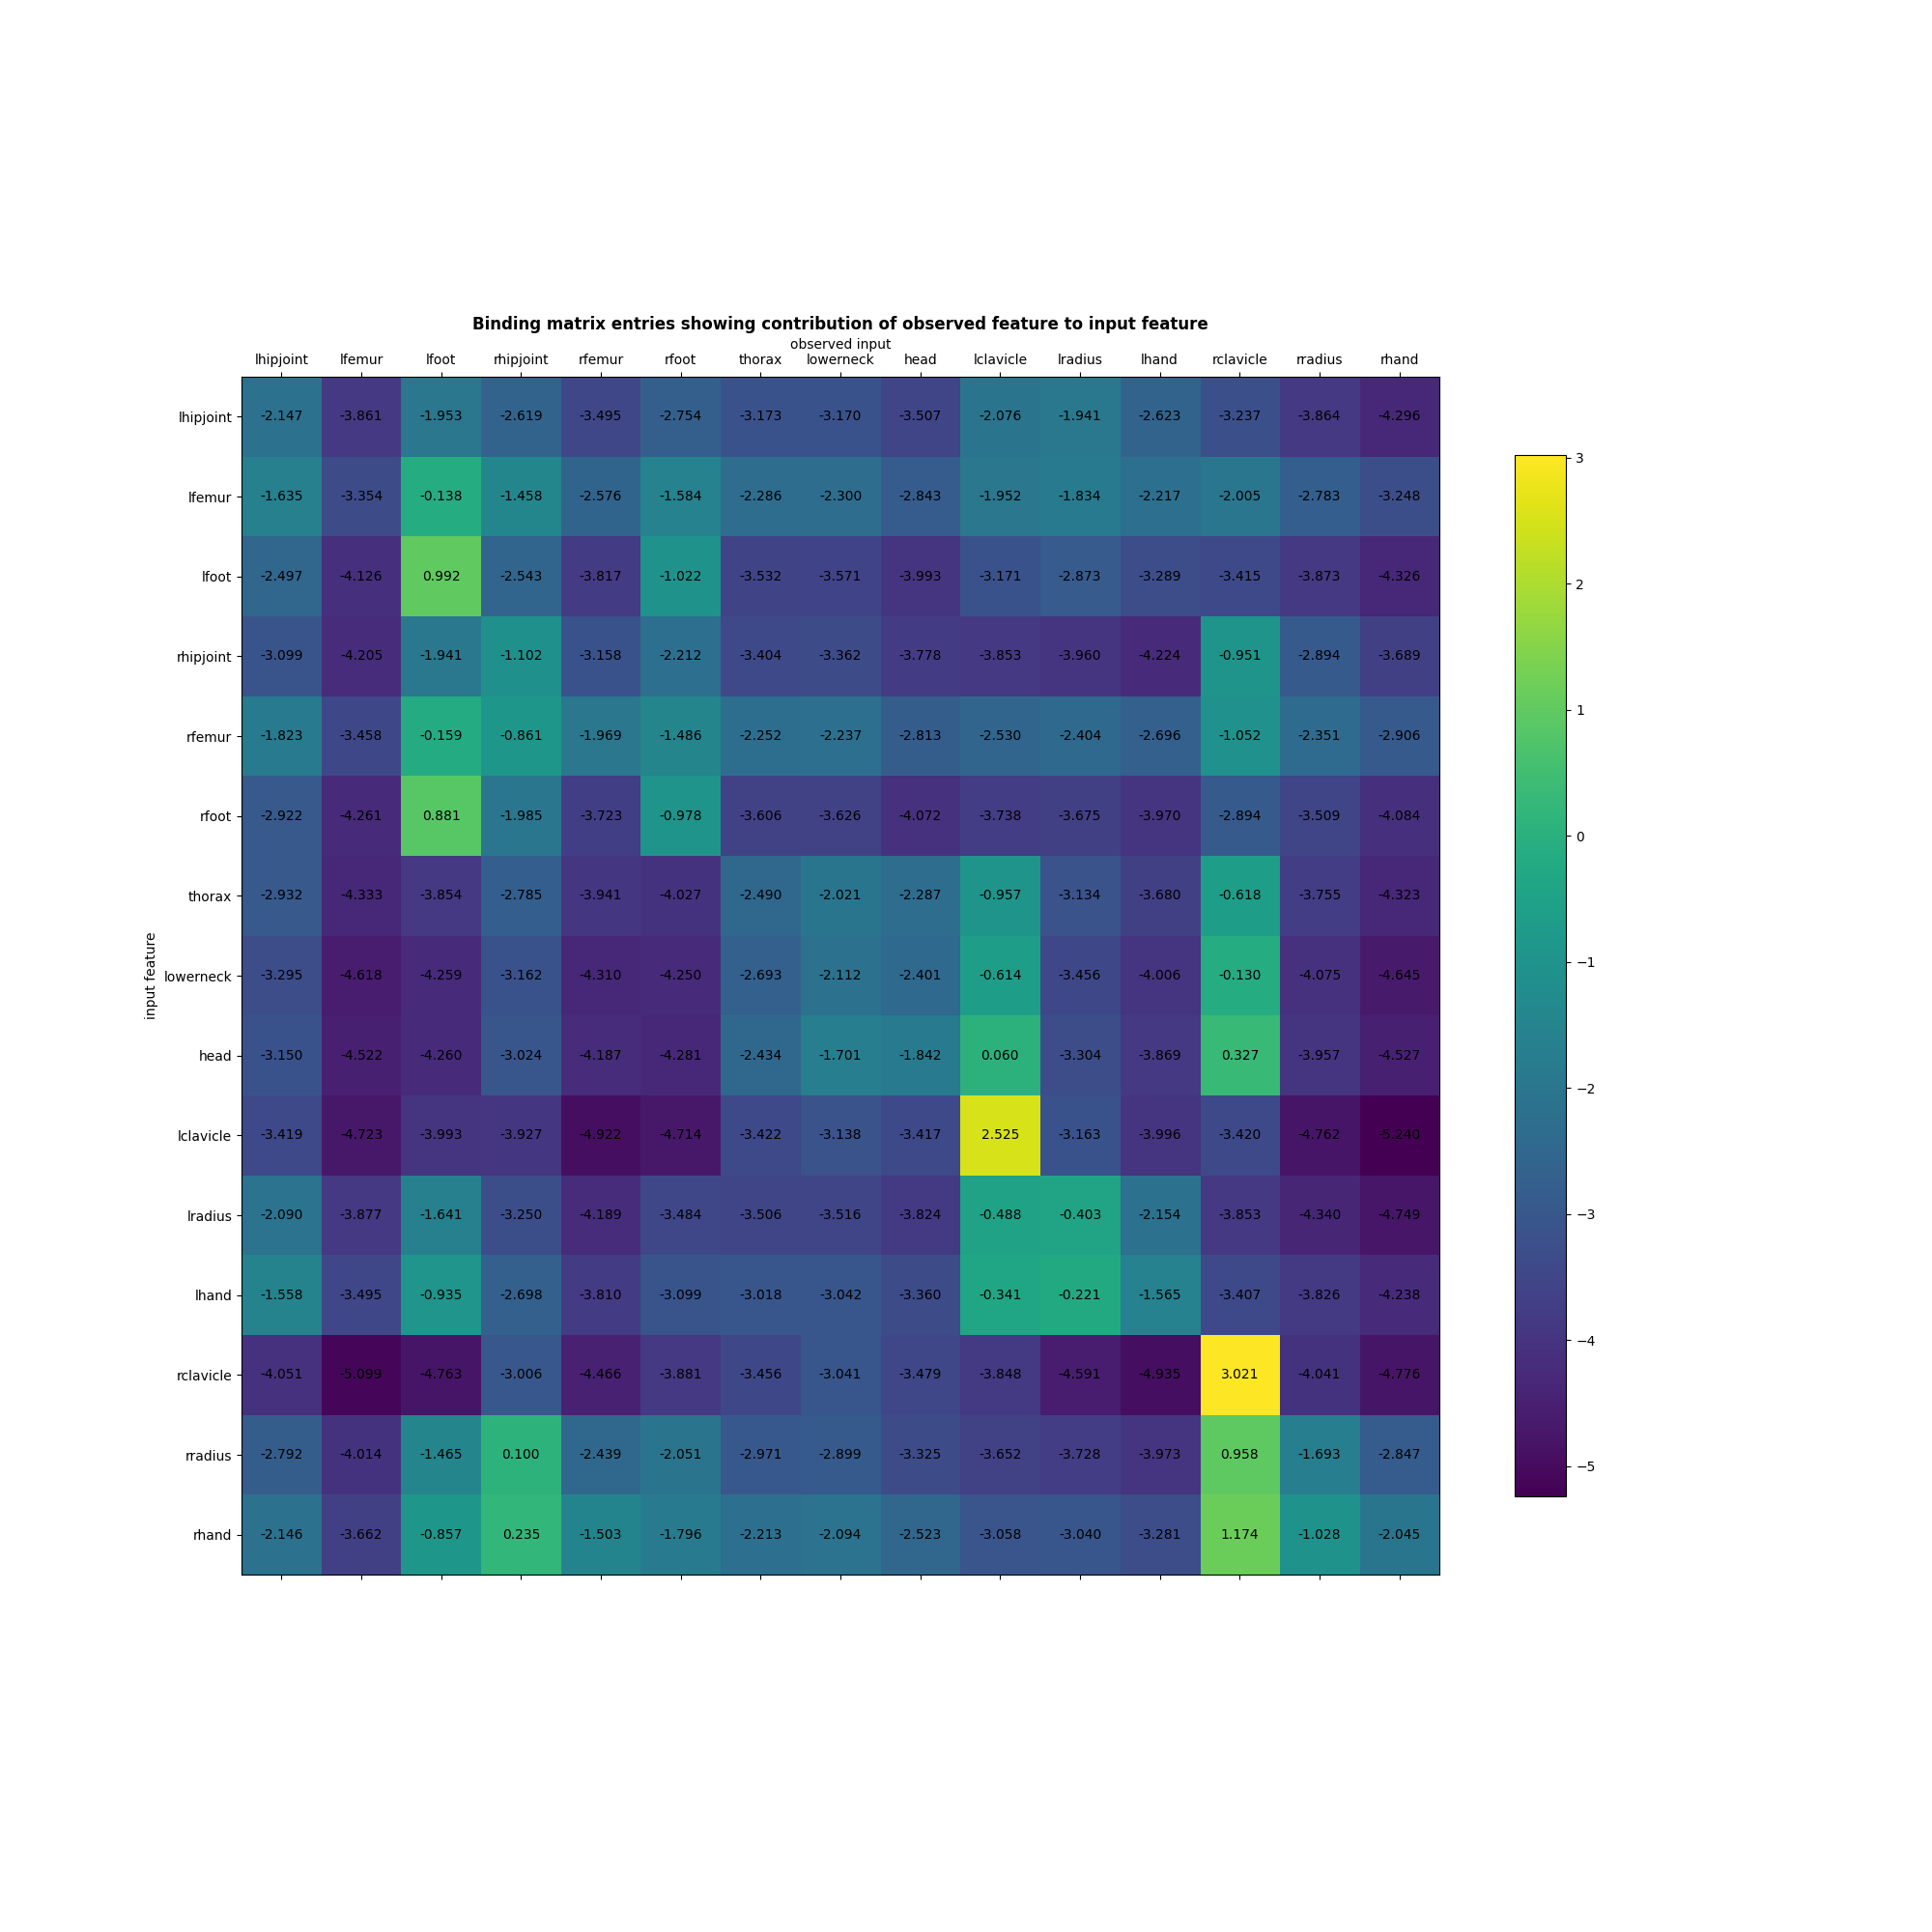 Binding matrix entries showing contribution of observed feature to input feature
observed input
lhipjoint lfemur lfoot rhipjoint rfemur rfoot thorax lowerneck head lclavicle lradius lhand rclavicle rradius rhand
lhipjoint -2.147 -3.861 -1.953 -2.619 -3.495 -2.754 -3.173 -3.170 -3.507 -2.076 -1.941 -2.623 -3.237 -3.864 -4.296
lfemur -1.635 -3.354 -0.138 -1.458 -2.576 -1.584 -2.286 -2.300 -2.843 -1.952 -1.834 -2.217 -2.005 -2.783 -3.248
lfoot -2.497 -4.126 0.992 -2.543 -3.817 -1.022 -3.532 -3.571 -3.993 -3.171 -2.873 -3.289 -3.415 -3.873 -4.326
rhipjoint -3.099 -4.205 -1.941 -1.102 -3.158 -2.212 -3.404 -3.362 -3.778 -3.853 -3.960 -4.224 -0.951 -2.894 -3.689
rfemur -1.823 -3.458 -0.159 -0.861 -1.969 -1.486 -2.252 -2.237 -2.813 -2.530 -2.404 -2.696 -1.052 -2.351 -2.906
rfoot -2.922 -4.261 0.881 -1.985 -3.723 -0.978 -3.606 -3.626 -4.072 -3.738 -3.675 -3.970 -2.894 -3.509 -4.084
thorax -2.932 -4.333 -3.854 -2.785 -3.941 -4.027 -2.490 -2.021 -2.287 -0.957 -3.134 -3.680 -0.618 -3.755 -4.323
lowerneck -3.295 -4.618 -4.259 -3.162 -4.310 -4.250 -2.693 -2.112 -2.401 -0.614 -3.456 -4.006 -0.130 -4.075 -4.645
head -3.150 -4.522 -4.260 -3.024 -4.187 -4.281 -2.434 -1.701 -1.842 0.060 -3.304 -3.869 0.327 -3.957 -4.527
lclavicle -3.419 -4.723 -3.993 -3.927 -4.922 -4.714 -3.422 -3.138 -3.417 2.525 -3.163 -3.996 -3.420 -4.762 -5.240
lradius -2.090 -3.877 -1.641 -3.250 -4.189 -3.484 -3.506 -3.516 -3.824 -0.488 -0.403 -2.154 -3.853 -4.340 -4.749
lhand -1.558 -3.495 -0.935 -2.698 -3.810 -3.099 -3.018 -3.042 -3.360 -0.341 -0.221 -1.565 -3.407 -3.826 -4.238
rclavicle -4.051 -5.099 -4.763 -3.006 -4.466 -3.881 -3.456 -3.041 -3.479 -3.848 -4.591 -4.935 3.021 -4.041 -4.776
rradius -2.792 -4.014 -1.465 0.100 -2.439 -2.051 -2.971 -2.899 -3.325 -3.652 -3.728 -3.973 0.958 -1.693 -2.847
rhand -2.146 -3.662 -0.857 0.235 -1.503 -1.796 -2.213 -2.094 -2.523 -3.058 -3.040 -3.281 1.174 -1.028 -2.045
input feature
3
2
1
0
−1
−2
−3
−4
−5